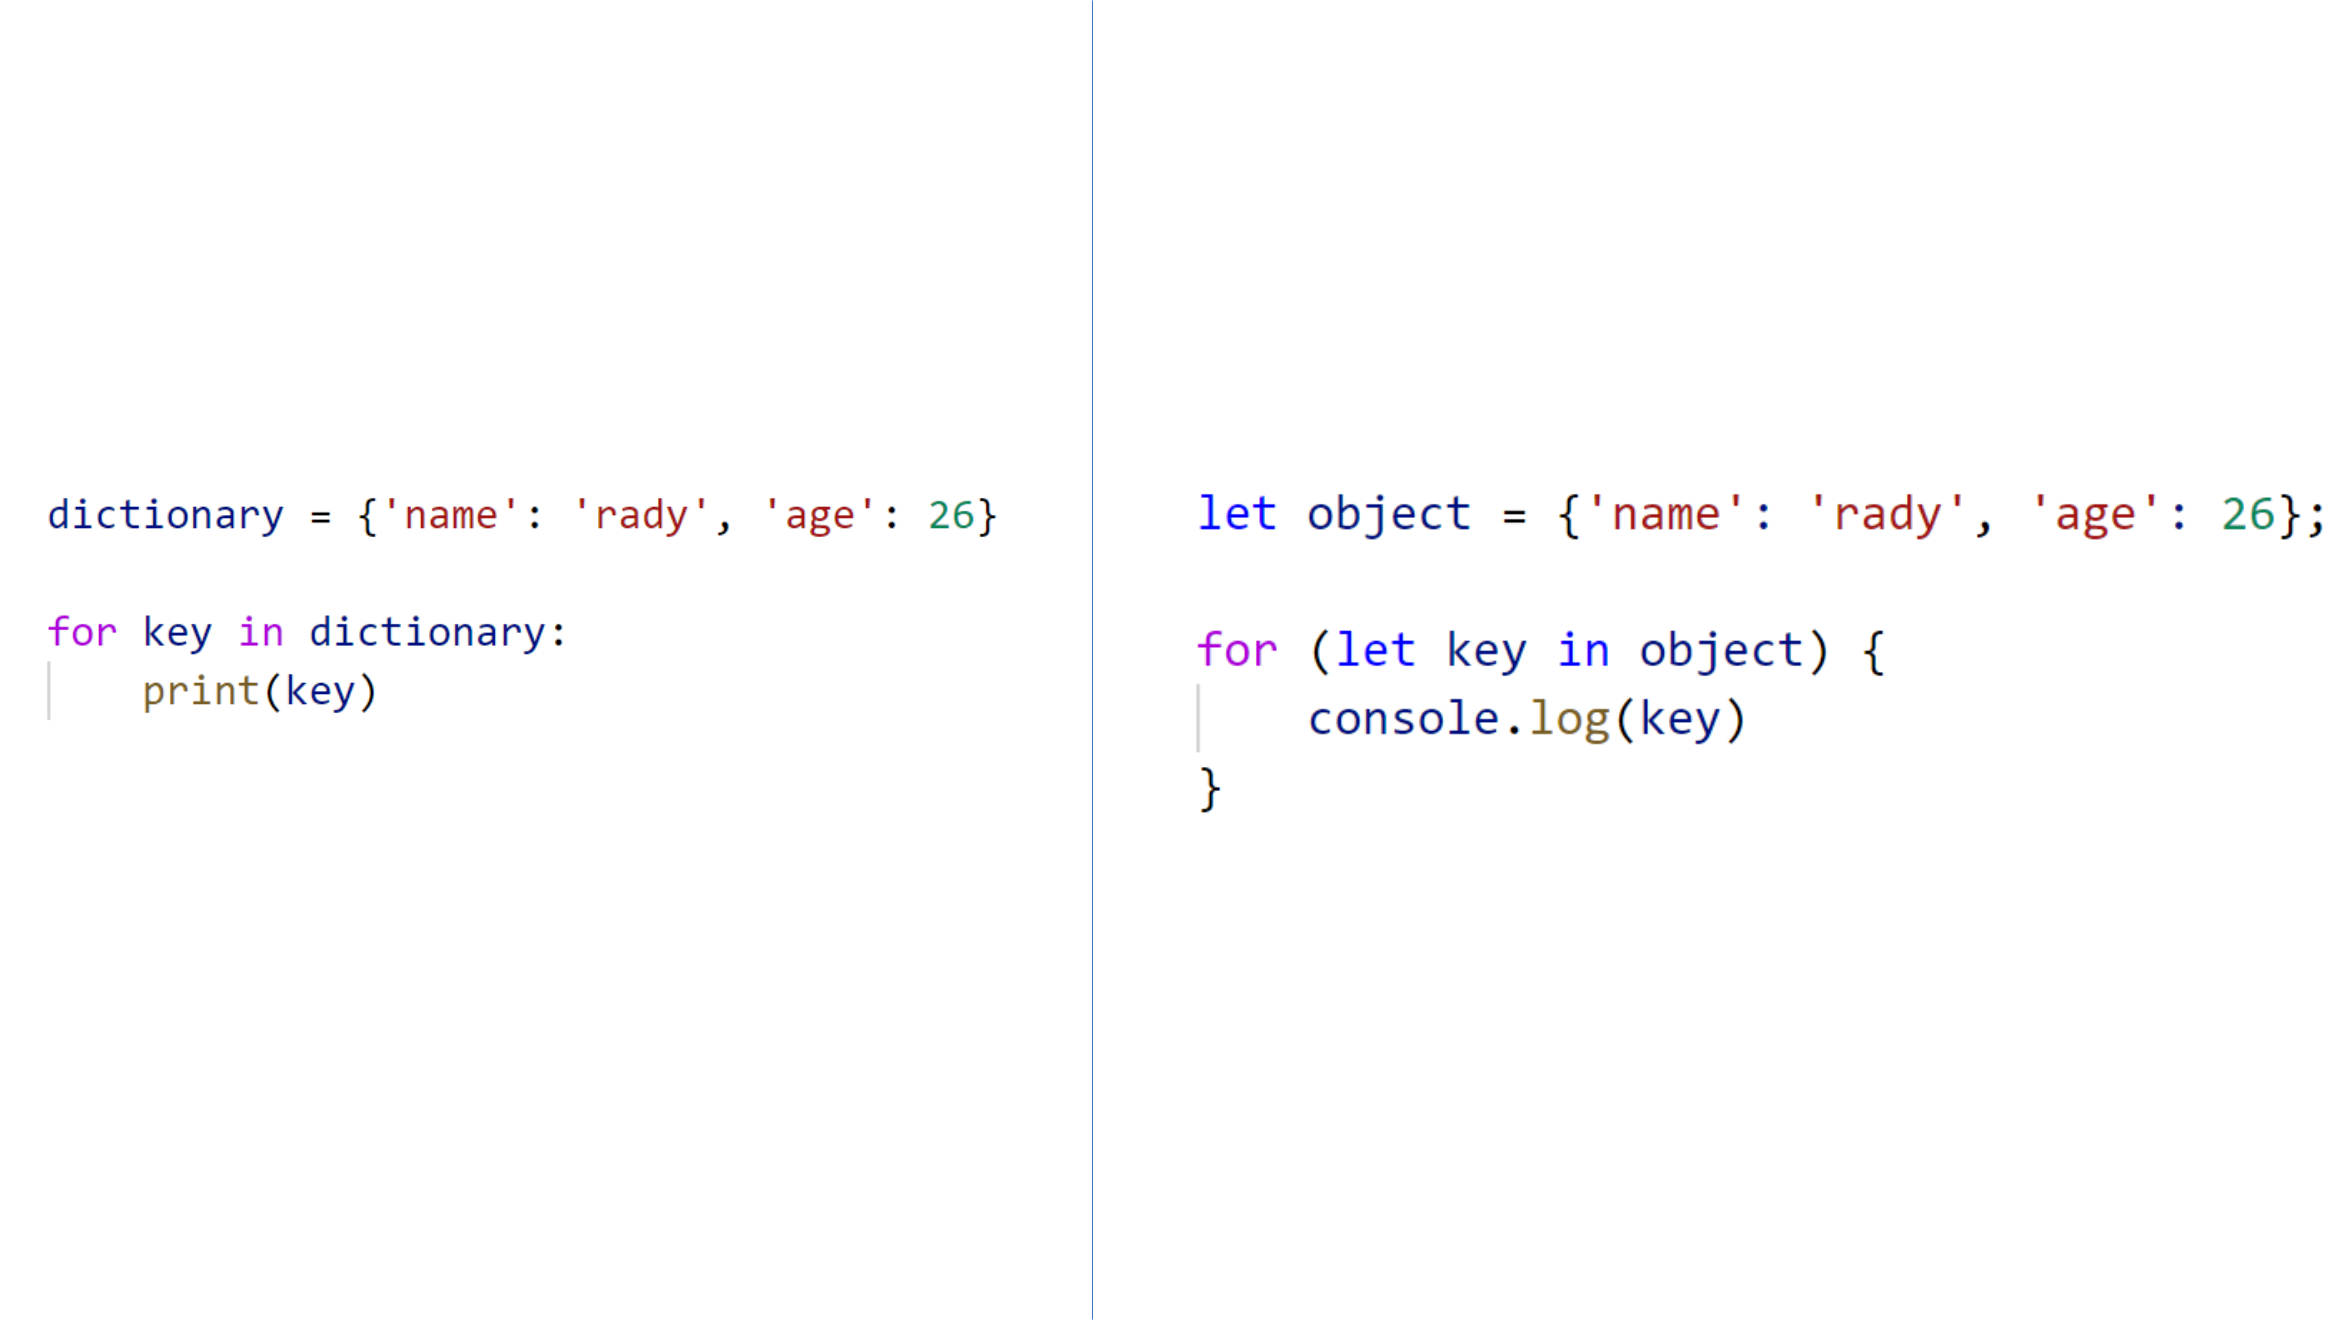 dictionary = {'name': 'rady', 'age': 26}
for key in dictionary:
    print(key)
let object = {'name': 'rady', 'age': 26};
for (let key in object) {
    console.log(key)
}